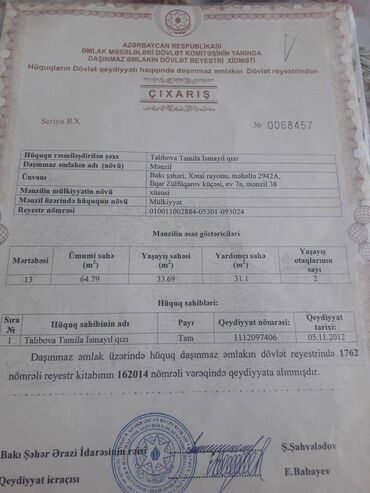 AZƏRBAYCAN RESPUBLİKASI
ƏMLAK MƏSƏLƏLƏRİ DÖVLƏT KOMİTƏSİNİN YANINDA
DAŞINMAZ ƏMLAKIN DÖVLƏT REYESTRİ XİDMƏTİ
Hüquqların Dövlət qeydiyyatı haqqında daşınmaz əmlakın Dövlət reyestrindən
ÇIXARIŞ
Seriya RX
№ 0068457
Hüququ rəsmiləşdirilən şəxs Talıbova Tamila İsmayıl qızı
Daşınmaz əmlakın adı (növü) Mənzil
Ünvanı Bakı şəhəri, Xətai rayonu, məhəllə 2942A,
İlqar Zülfüqarov küçəsi, ev 7a, mənzil 38
Mənzilin mülkiyyətinin növü xüsusi
Mənzil üzərində hüququn növü Mülkiyyət
Reyestr nömrəsi 010011002884-05301-093024
Mənzilin əsas göstəriciləri
Mərtəbəsi Ümumi sahə (m²) Yaşayış sahəsi (m²) Yardımçı sahə (m²) Yaşayış otaqlarının sayı
13 64.79 33.69 31.1 2
Hüquq sahibləri:
Sıra № Hüquq sahibinin adı Payı Qeydiyyat nömrəsi: Qeydiyyat tarixi:
1 Talıbova Tamila İsmayıl qızı Tam 1112097406 05.11.2012
Daşınmaz əmlak üzərində hüquq daşınmaz əmlakın dövlət reyestrində 1762
nömrəli reyestr kitabının 162014 nömrəli vərəqində qeydiyyata alınmışdır.
Bakı Şəhər Ərazi İdarəsinin rəisi Ş.Şahvələdov
Qeydiyyat icraçısı E.Babayev